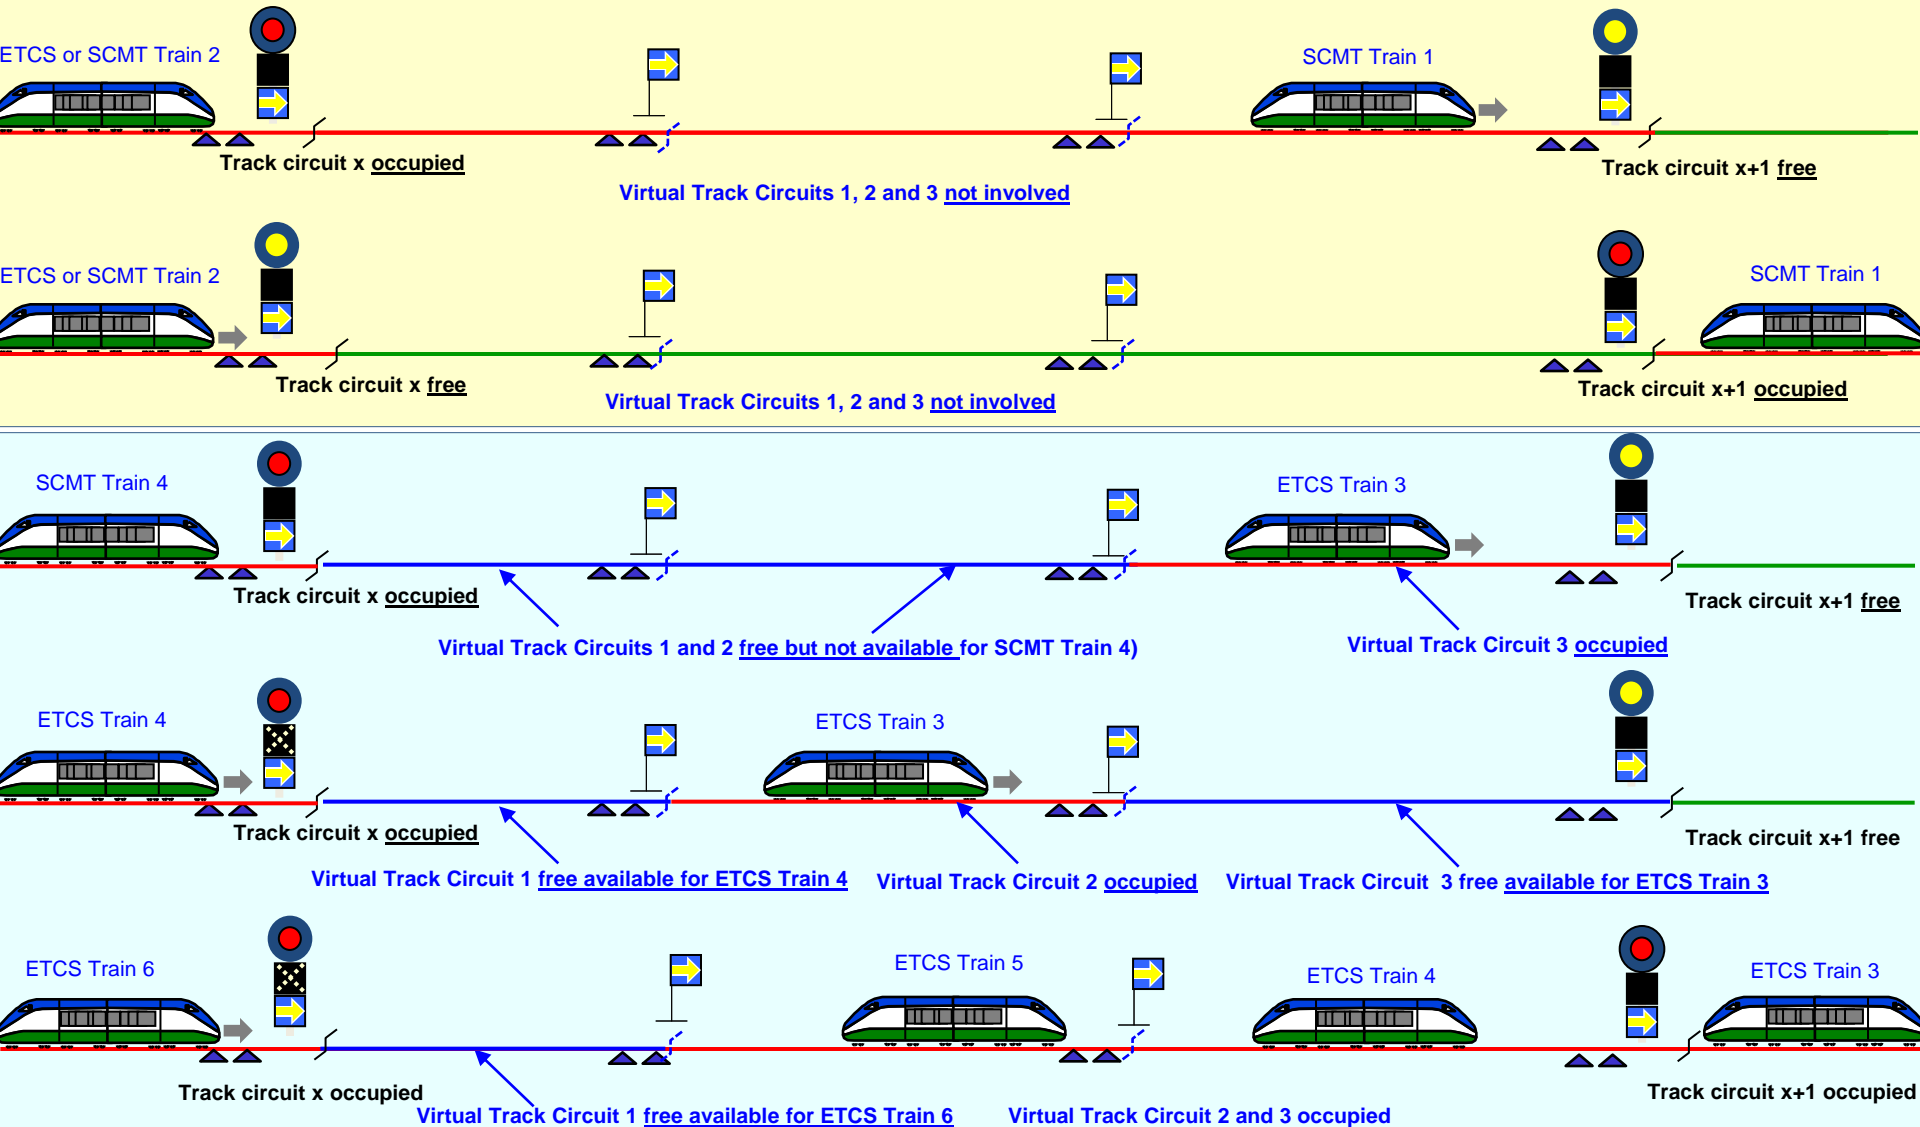 ETCS or SCMT Train 2
SCMT Train 1
Track circuit x occupied
Track circuit x+1 free
Virtual Track Circuits 1, 2 and 3 not involved
ETCS or SCMT Train 2
SCMT Train 1
Track circuit x free
Track circuit x+1 occupied
Virtual Track Circuits 1, 2 and 3 not involved
SCMT Train 4
ETCS Train 3
Track circuit x occupied
Track circuit x+1 free
Virtual Track Circuits 1 and 2 free but not available for SCMT Train 4)
Virtual Track Circuit 3 occupied
ETCS Train 4
ETCS Train 3
Track circuit x occupied
Track circuit x+1 free
Virtual Track Circuit 1 free available for ETCS Train 4
Virtual Track Circuit 2 occupied
Virtual Track Circuit  3 free available for ETCS Train 3
ETCS Train 6
ETCS Train 5
ETCS Train 4
ETCS Train 3
Track circuit x occupied
Track circuit x+1 occupied
Virtual Track Circuit 1 free available for ETCS Train 6
Virtual Track Circuit 2 and 3 occupied